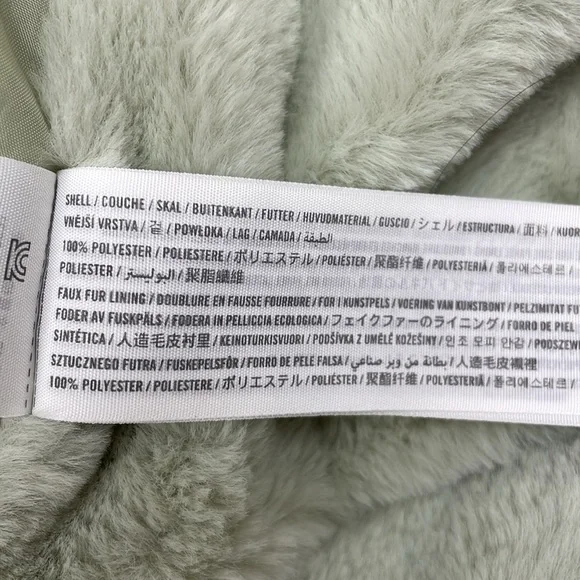 SHELL / COUCHE / SKAL / BUITENKANT / FUTTER / HUVUDMATERIAL / GUSCIO / シェル / ESTRUCTURA / 面料 / KUOR
VNĚJŠÍ VRSTVA / 겉 / POWŁOKA / LAG / CAMADA / الطبقة /
100% POLYESTER / POLIESTERE / ポリエステル / POLIÉSTER / 聚酯纤维 / POLYESTERIÄ / 폴리에스테르 /
POLIESTER / البوليستر / 聚脂纖維
FAUX FUR LINING / DOUBLURE EN FAUSSE FOURRURE / FOR I KUNSTPELS / VOERING VAN KUNSTBONT / PELZIMITAT FU
FODER AV FUSKPÄLS / FODERA IN PELLICCIA ECOLOGICA / フェイクファーのライニング / FORRO DE PIEL
SINTÉTICA / 人造毛皮衬里 / KEINOTURKISVUORI / PODŠÍVKA Z UMĚLÉ KOŽEŠINY / 인조 모피 안감 / PODSZEW
SZTUCZNEGO FUTRA / FUSKEPELSFÔR / FORRO DE PELE FALSA / بطانة من وبر صناعي / 人造毛皮襯裡
100% POLYESTER / POLIESTERE / ポリエステル / POLIÉSTER / 聚酯纤维 / POLYESTERIÄ / 폴리에스테르 /